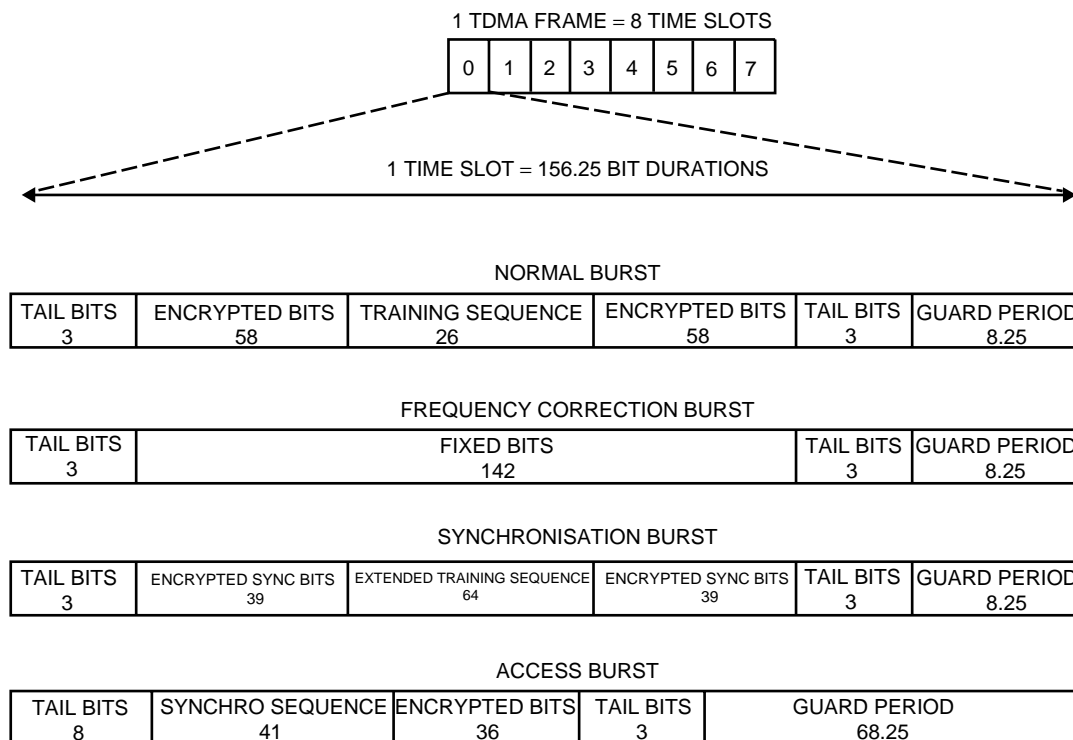 1 TDMA FRAME = 8 TIME SLOTS
0 1 2 3 4 5 6 7
1 TIME SLOT = 156.25 BIT DURATIONS
NORMAL BURST
TAIL BITS ENCRYPTED BITS TRAINING SEQUENCE ENCRYPTED BITS TAIL BITS GUARD PERIOD
3 58 26 58 3 8.25
FREQUENCY CORRECTION BURST
TAIL BITS FIXED BITS TAIL BITS GUARD PERIOD
3 142 3 8.25
SYNCHRONISATION BURST
TAIL BITS ENCRYPTED SYNC BITS EXTENDED TRAINING SEQUENCE ENCRYPTED SYNC BITS TAIL BITS GUARD PERIOD
3 39 64 39 3 8.25
ACCESS BURST
TAIL BITS SYNCHRO SEQUENCE ENCRYPTED BITS TAIL BITS GUARD PERIOD
8 41 36 3 68.25